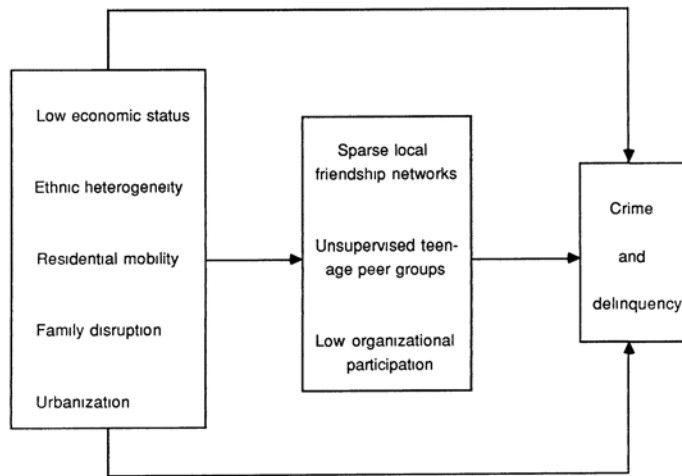 Low economic status
Ethnic heterogeneity
Residential mobility
Family disruption
Urbanization
Sparse local
friendship networks
Unsupervised teen-
age peer groups
Low organizational
participation
Crime
and
delinquency